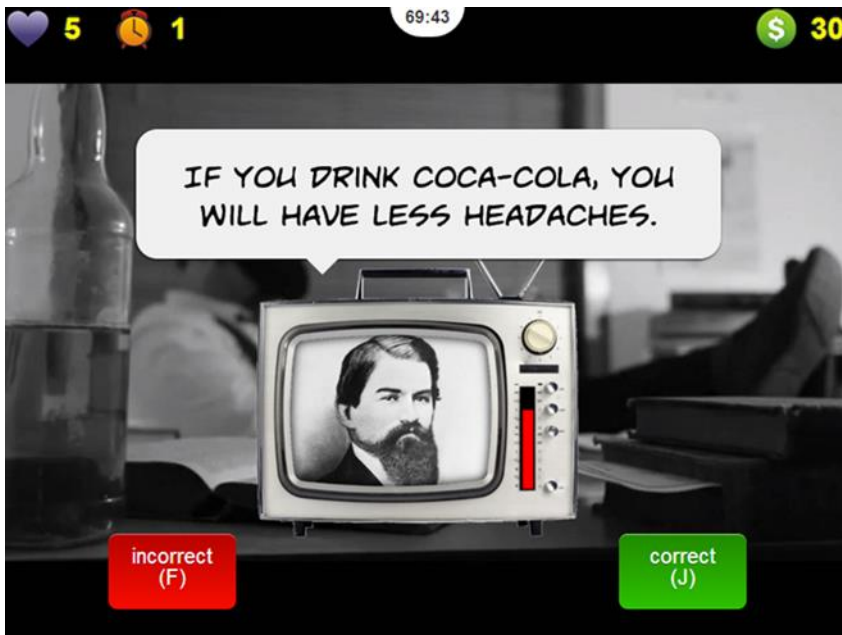 5 1 69:43 30
IF YOU DRINK COCA-COLA, YOU
WILL HAVE LESS HEADACHES.
incorrect
(F)
correct
(J)